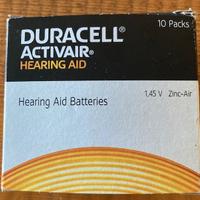 DURACELL®
10 Packs
ACTIVAIR®
HEARING AID
Hearing Aid Batteries
1,45 V Zinc-Air